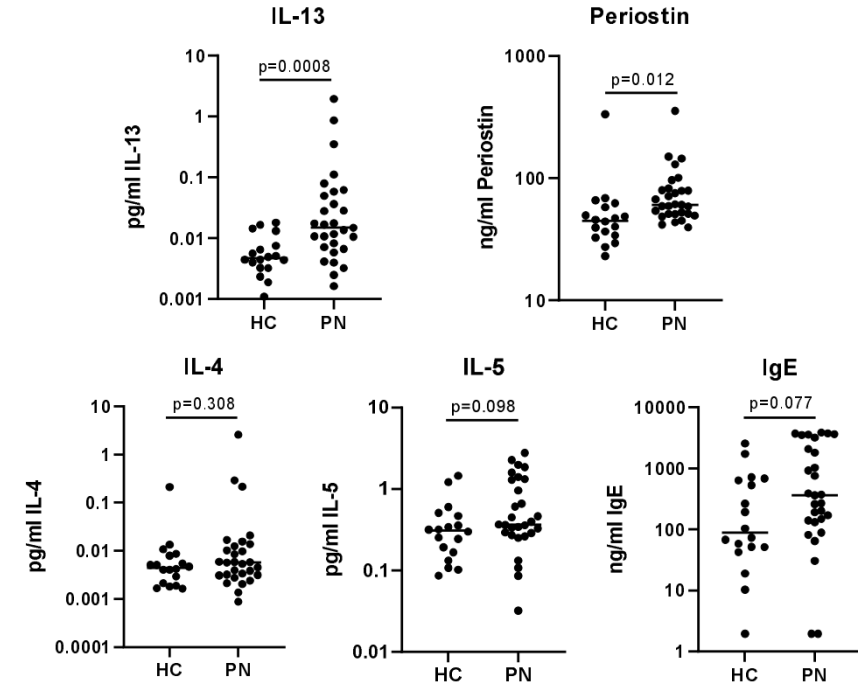 IL-13
Periostin
pg/ml IL-13
10
1
0.1
0.01
0.001
p=0.0008
HC
PN
ng/ml Periostin
1000
100
10
p=0.012
HC
PN
IL-4
IL-5
IgE
pg/ml IL-4
10
1
0.1
0.01
0.001
0.0001
p=0.308
HC
PN
pg/ml IL-5
10
1
0.1
0.01
p=0.098
HC
PN
ng/ml IgE
10000
1000
100
10
1
p=0.077
HC
PN